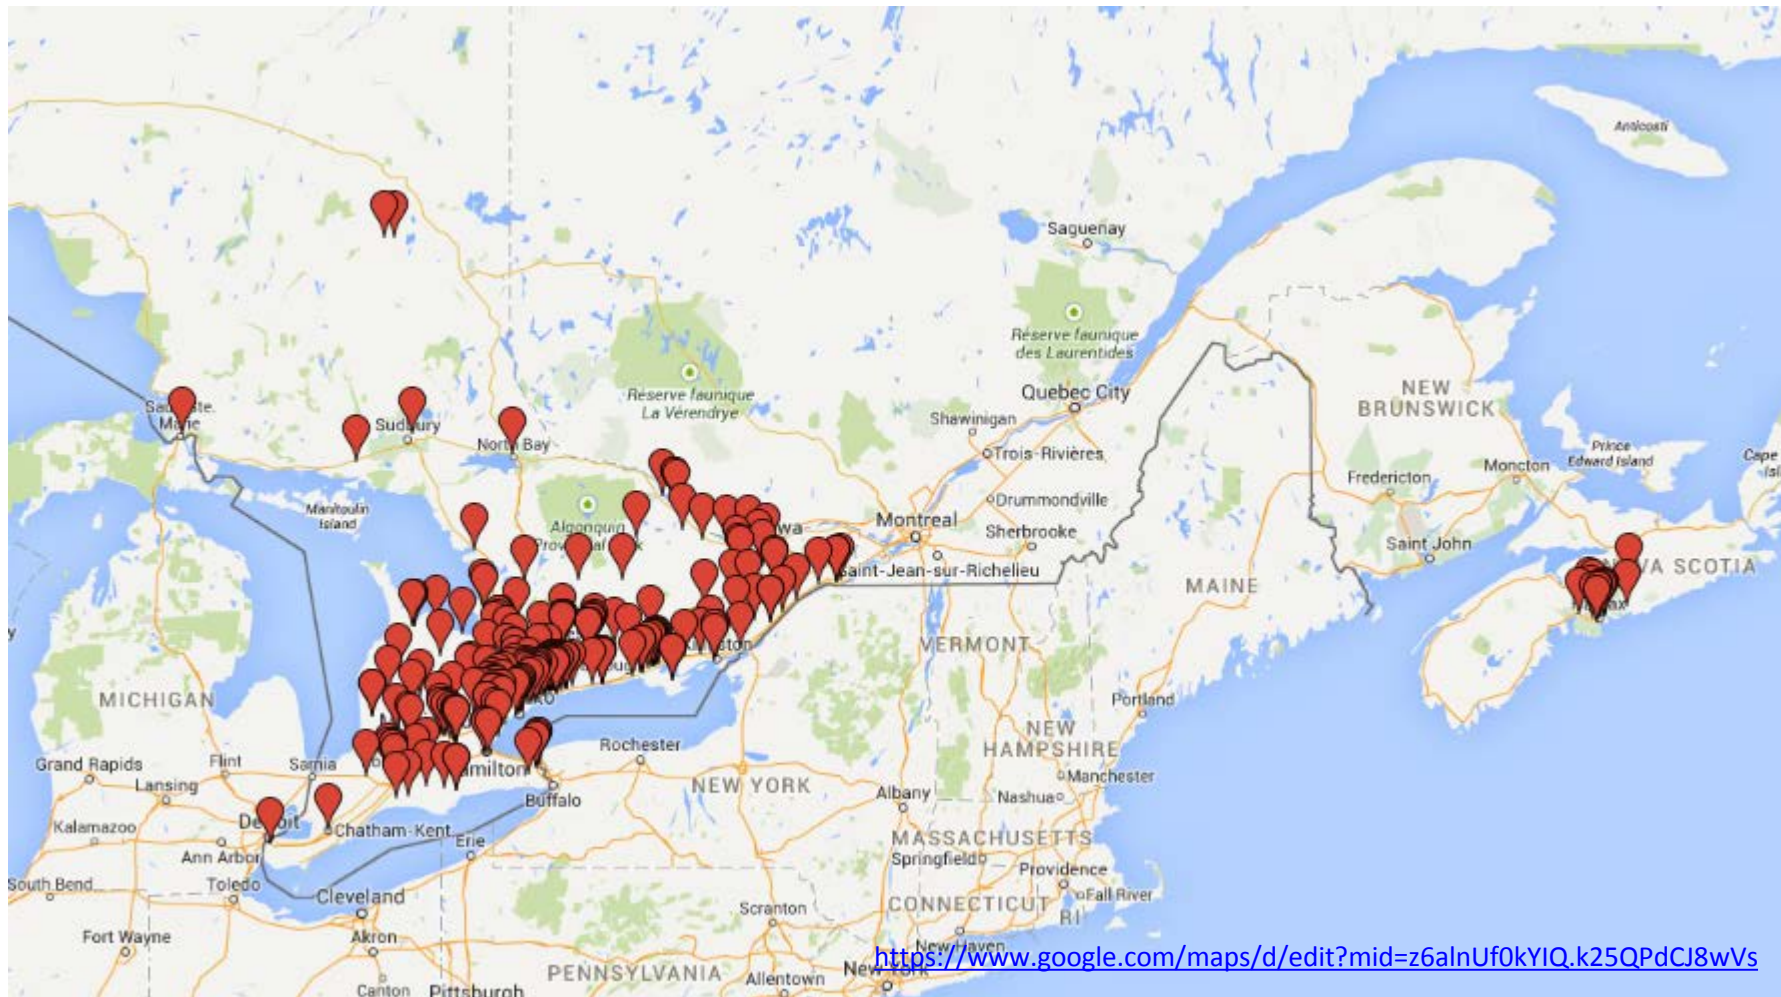 Anticosti
Saguenay
Réserve faunique
des Laurentides
Réserve faunique
La Vérendrye
Quebec City
NEW
BRUNSWICK
Shawinigan
Marie
Sudbury
North Bay
Trois-Rivières
Prince
Edward Island
Cape
Fredericton
Moncton
Manitoulin
Island
Drummondville
Montreal
Sherbrooke
Saint John
Algonquin
Saint-Jean-sur-Richelieu
NOVA SCOTIA
MAINE
VERMONT
MICHIGAN
Portland
NEW
HAMPSHIRE
Rochester
Grand Rapids
Flint
Sarnia
Hamilton
Manchester
Lansing
NEW YORK
Buffalo
Albany
Nashua
Kalamazoo
Detroit
Chatham-Kent
Erie
MASSACHUSETTS
Ann Arbor
Springfield
Providence
South Bend
Toledo
Cleveland
Fall River
CONNECTICUT
RI
Scranton
Fort Wayne
Akron
New Haven
https://www.google.com/maps/d/edit?mid=z6alnUf0kYIQ.k25QPdCJ8wVs
PENNSYLVANIA
Allentown
New York
Canton
Pittsburgh